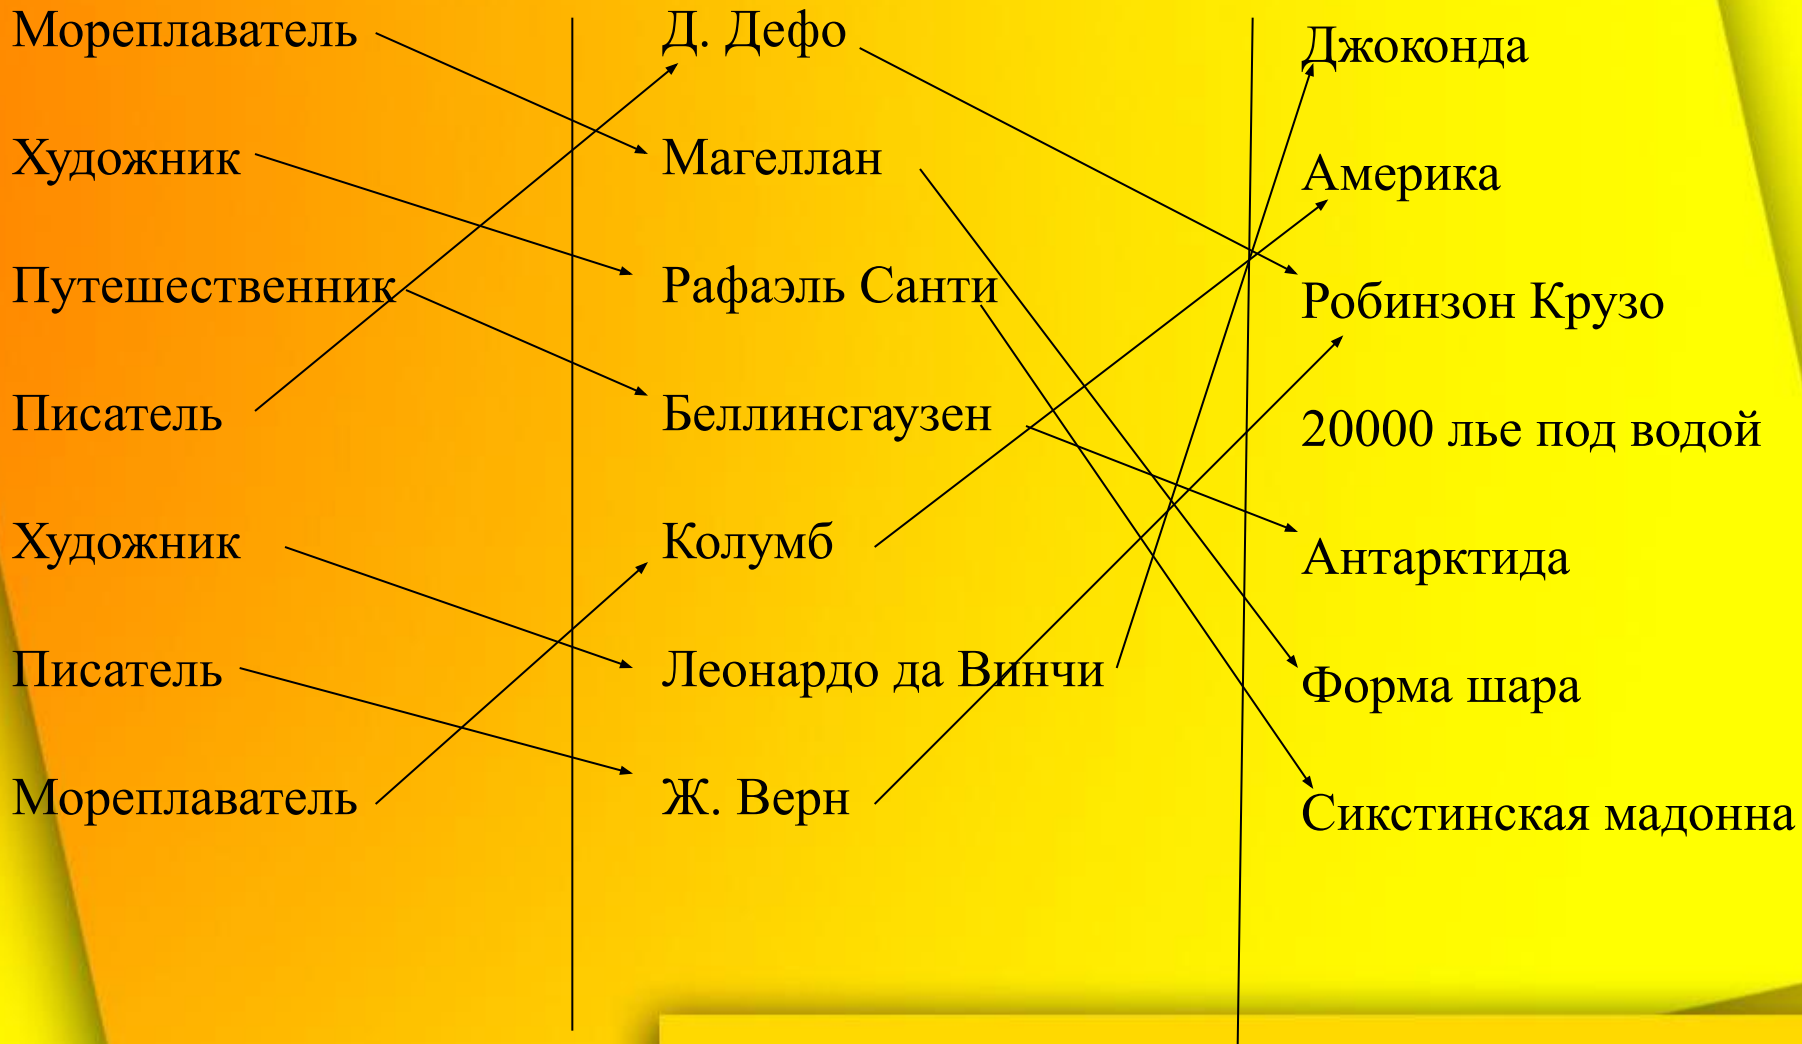 Мореплаватель
Художник
Путешественник
Писатель
Художник
Писатель
Мореплаватель
Д. Дефо
Магеллан
Рафаэль Санти
Беллинсгаузен
Колумб
Леонардо да Винчи
Ж. Верн
Джоконда
Америка
Робинзон Крузо
20000 лье под водой
Антарктида
Форма шара
Сикстинская мадонна